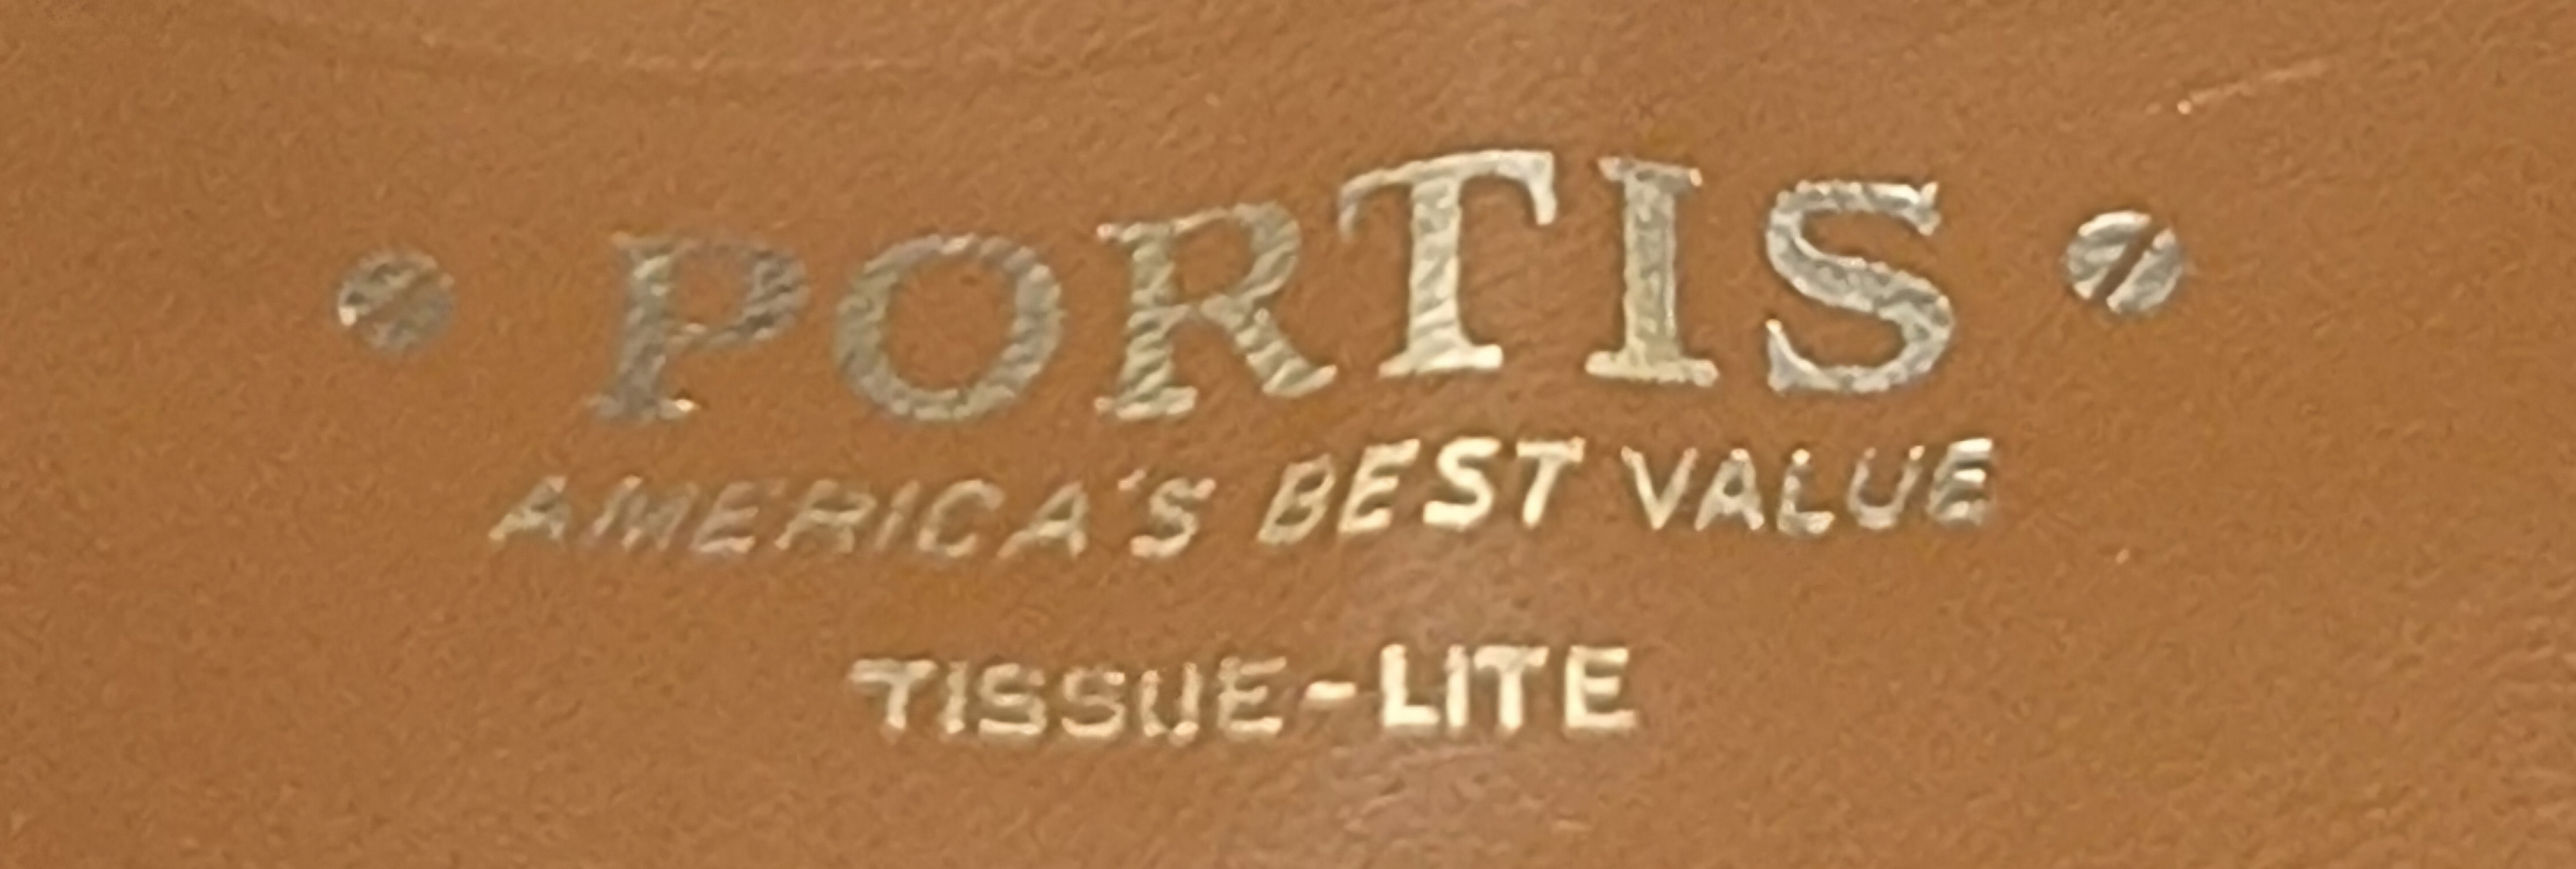 PORTIS
AMERICA'S BEST VALUE
TISSUE-LITE